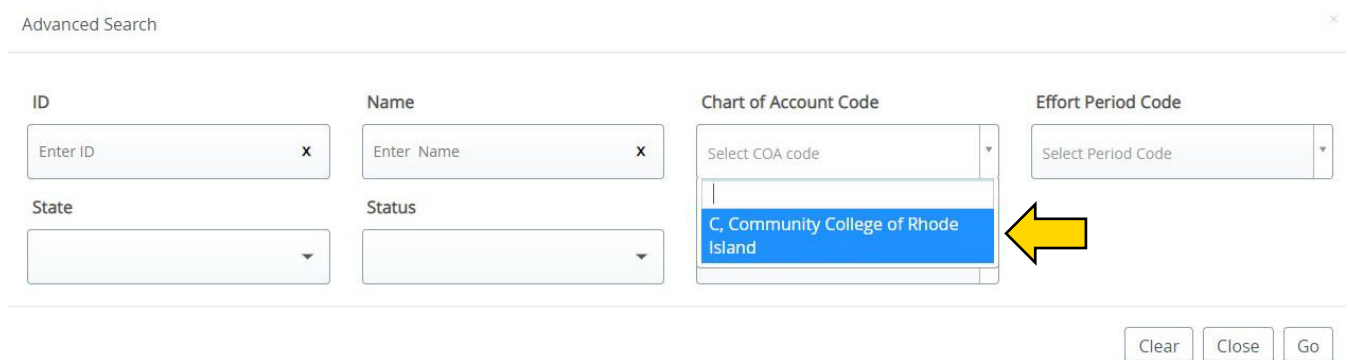 Advanced Search
×
ID
Name
Chart of Account Code
Effort Period Code
Enter ID
x
Enter Name
x
Select COA code
Select Period Code
State
Status
C, Community College of Rhode
Island
Clear
Close
Go